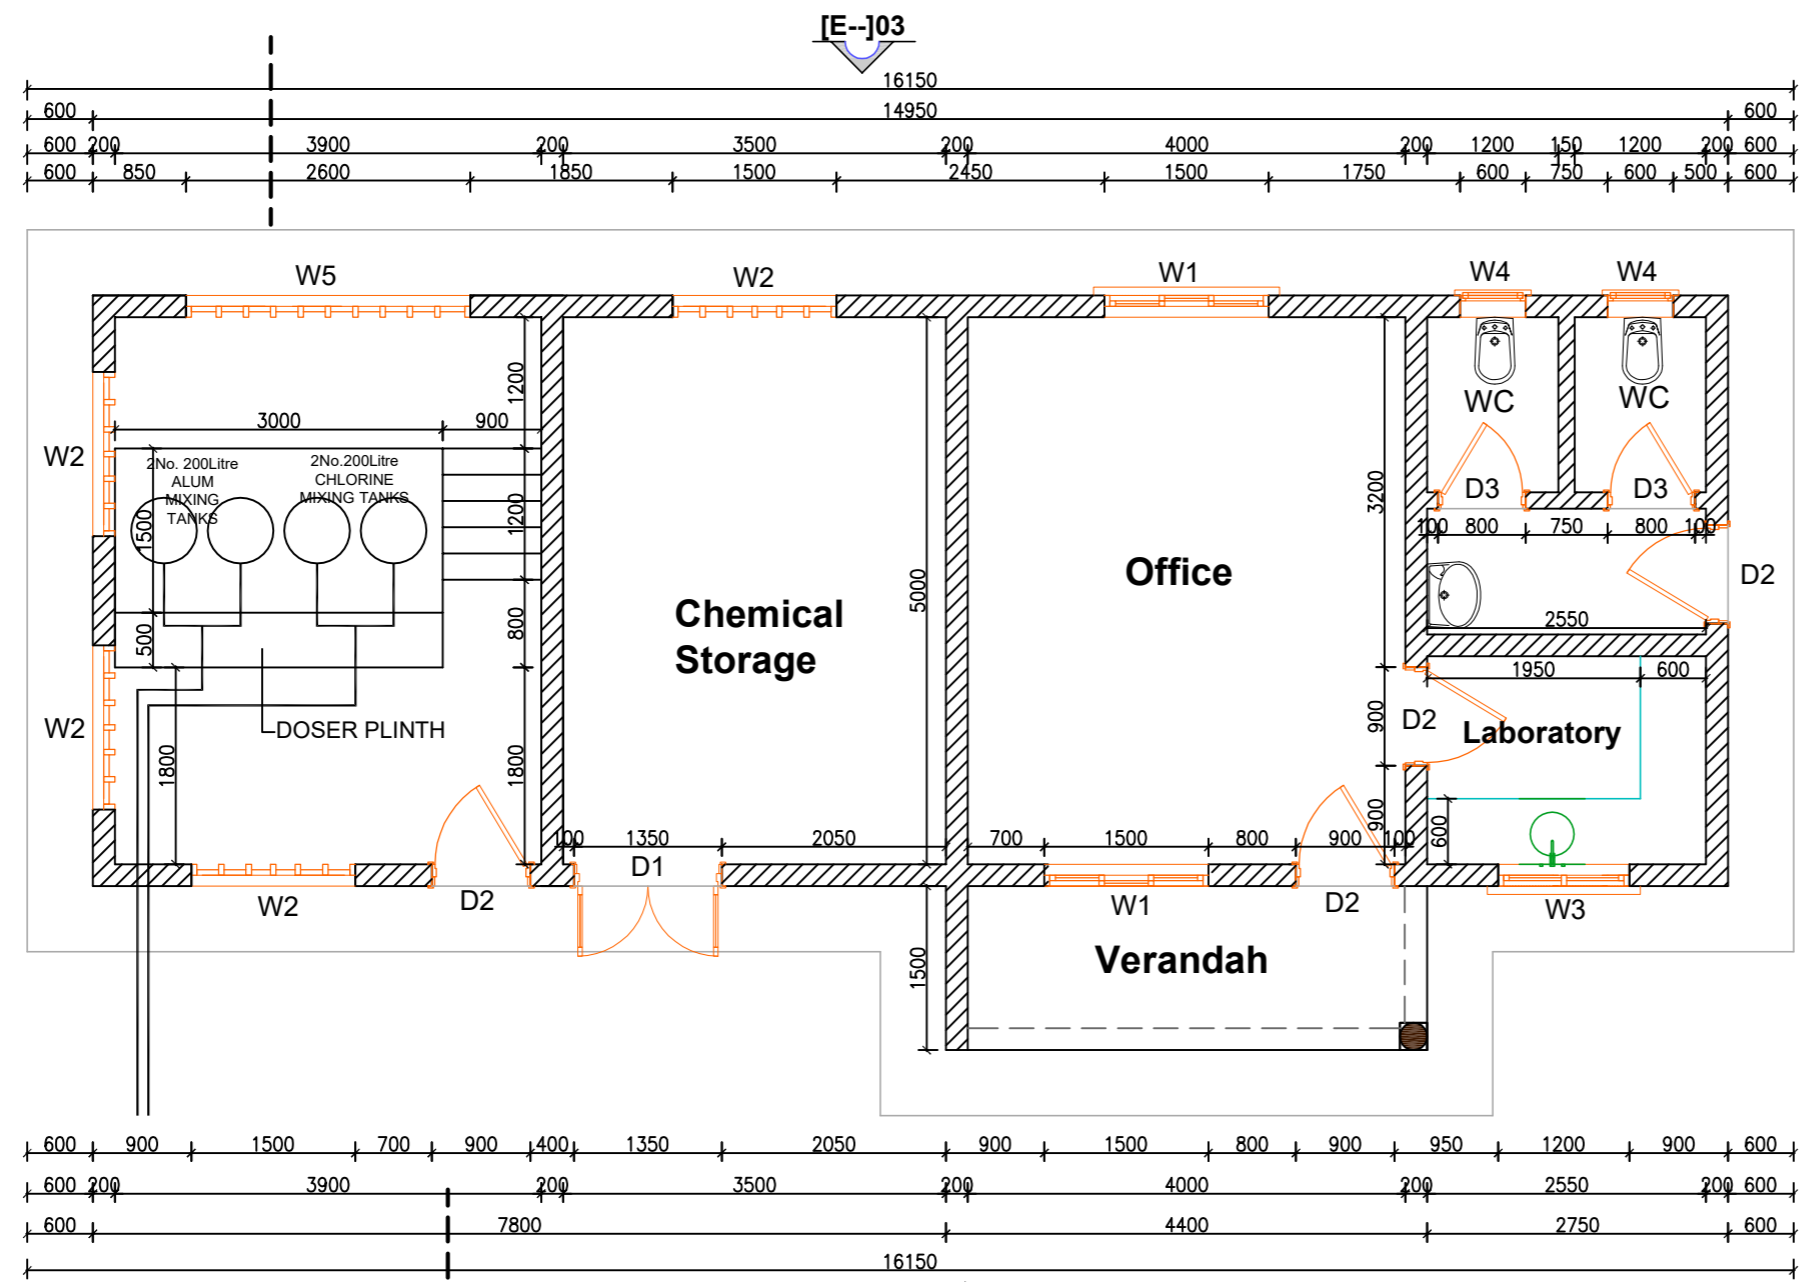 [E--]03
16150
600 14950 600
600 200 3900 200 3500 200 4000 200 1200 150 1200 200 600
600 850 2600 1850 1500 2450 1500 1750 600 750 600 500 600
W5 W2 W1 W4 W4
1200
3000 900
WC WC
W2
2No. 200Litre
ALUM
MIXING
TANKS
2No.200Litre
CHLORINE
MIXING TANKS
1500
1200
5000
3200
D3 D3
100 800 750 800 100
Office
D2
Chemical
Storage
500
800
2550
1950 600
W2
DOSER PLINTH
1800
1800
900
D2
Laboratory
900
600
100 1350 2050
700 1500 800 900 100
D1
W2 D2 W1 D2 W3
Verandah
1500
600 900 1500 700 900 400 1350 2050 900 1500 800 900 950 1200 900 600
600 200 3900 200 3500 200 4000 200 2550 200 600
600 7800 4400 2750 600
16150